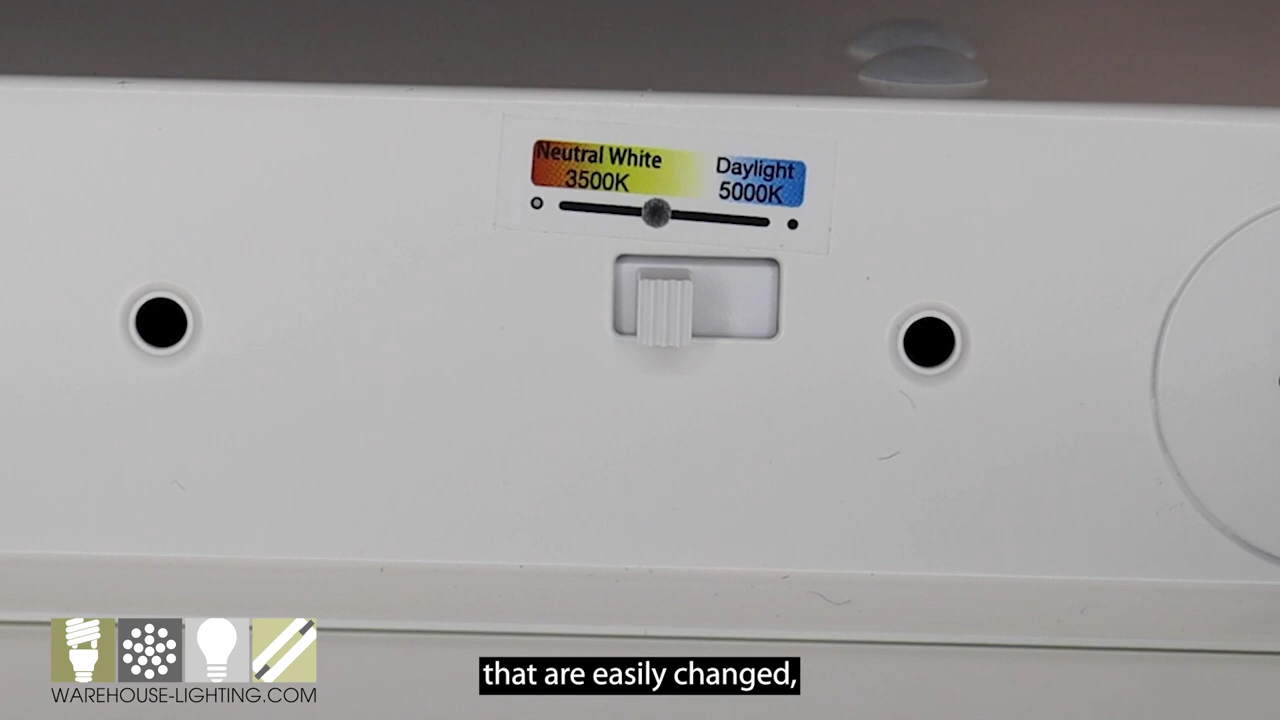 Neutral White
3500K
Daylight
5000K
WAREHOUSE-LIGHTING.COM
that are easily changed,